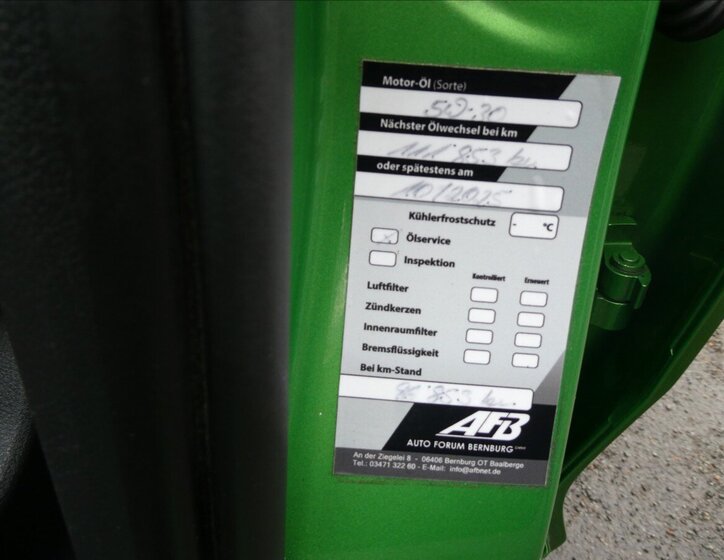 Motor-Öl (Sorte)
5W-30
Nächster Ölwechsel bei km
111'853 km
oder spätestens am
10/2025
Kühlerfrostschutz - °C
x Ölservice
Inspektion
Kontrolliert Erneuert
Luftfilter
Zündkerzen
Innenraumfilter
Bremsflüssigkeit
Bei km-Stand
853 km
AFB
AUTO FORUM BERNBURG GmbH
An der Ziegelei 8 - 06406 Bernburg OT Baalberge
Tel.: 03471 322 60 - E-Mail: info@afbnet.de